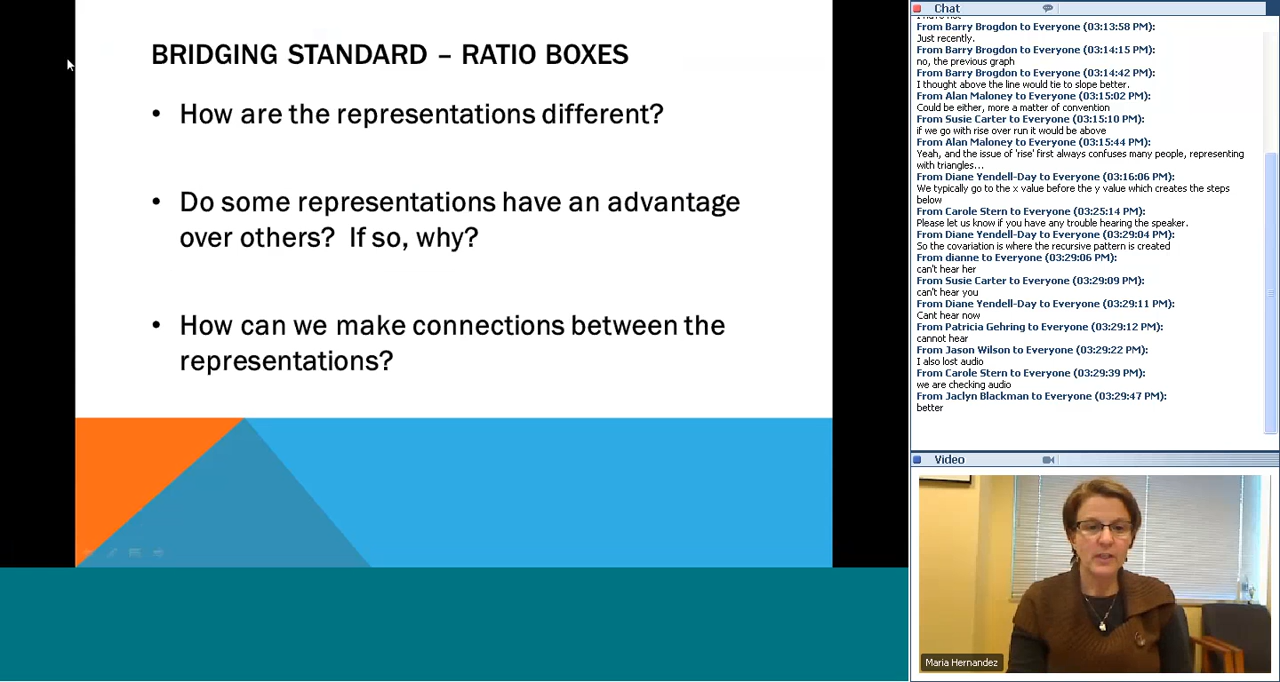 BRIDGING STANDARD – RATIO BOXES
• How are the representations different?
• Do some representations have an advantage
over others? If so, why?
• How can we make connections between the
representations?
Chat
From Barry Brogdon to Everyone (03:13:58 PM):
Just recently.
From Barry Brogdon to Everyone (03:14:15 PM):
no, the previous graph
From Barry Brogdon to Everyone (03:14:42 PM):
I thought above the line would tie to slope better.
From Alan Maloney to Everyone (03:15:02 PM):
Could be either, more a matter of convention
From Susie Carter to Everyone (03:15:10 PM):
if we go with rise over run it would be above
From Alan Maloney to Everyone (03:15:44 PM):
Yeah, and the issue of 'rise' first always confuses many people, representing
with triangles...
From Diane Yendell-Day to Everyone (03:16:06 PM):
We typically go to the x value before the y value which creates the steps
below
From Carole Stern to Everyone (03:25:14 PM):
Please let us know if you have any trouble hearing the speaker.
From Diane Yendell-Day to Everyone (03:29:04 PM):
So the covariation is where the recursive pattern is created
From dianne to Everyone (03:29:06 PM):
can't hear her
From Susie Carter to Everyone (03:29:09 PM):
can't hear you
From Diane Yendell-Day to Everyone (03:29:11 PM):
Cant hear now
From Patricia Gehring to Everyone (03:29:12 PM):
cannot hear
From Jason Wilson to Everyone (03:29:22 PM):
I also lost audio
From Carole Stern to Everyone (03:29:39 PM):
we are checking audio
From Jaclyn Blackman to Everyone (03:29:47 PM):
better
Video
Maria Hernandez